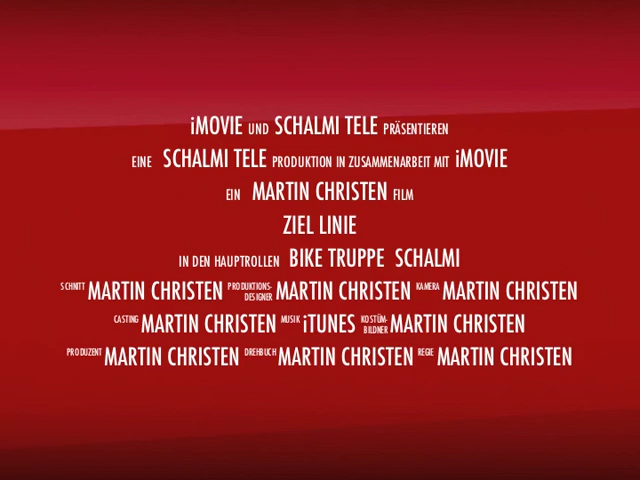 iMOVIE UND SCHALMI TELE PRÄSENTIEREN
EINE SCHALMI TELE PRODUKTION IN ZUSAMMENARBEIT MIT iMOVIE
EIN MARTIN CHRISTEN FILM
ZIEL LINIE
IN DEN HAUPTROLLEN BIKE TRUPPE SCHALMI
SCHNITT MARTIN CHRISTEN PRODUKTIONS-DESIGNER MARTIN CHRISTEN KAMERA MARTIN CHRISTEN
CASTING MARTIN CHRISTEN MUSIK iTUNES KOSTÜM-BILDNER MARTIN CHRISTEN
PRODUZENT MARTIN CHRISTEN DREHBUCH MARTIN CHRISTEN REGIE MARTIN CHRISTEN